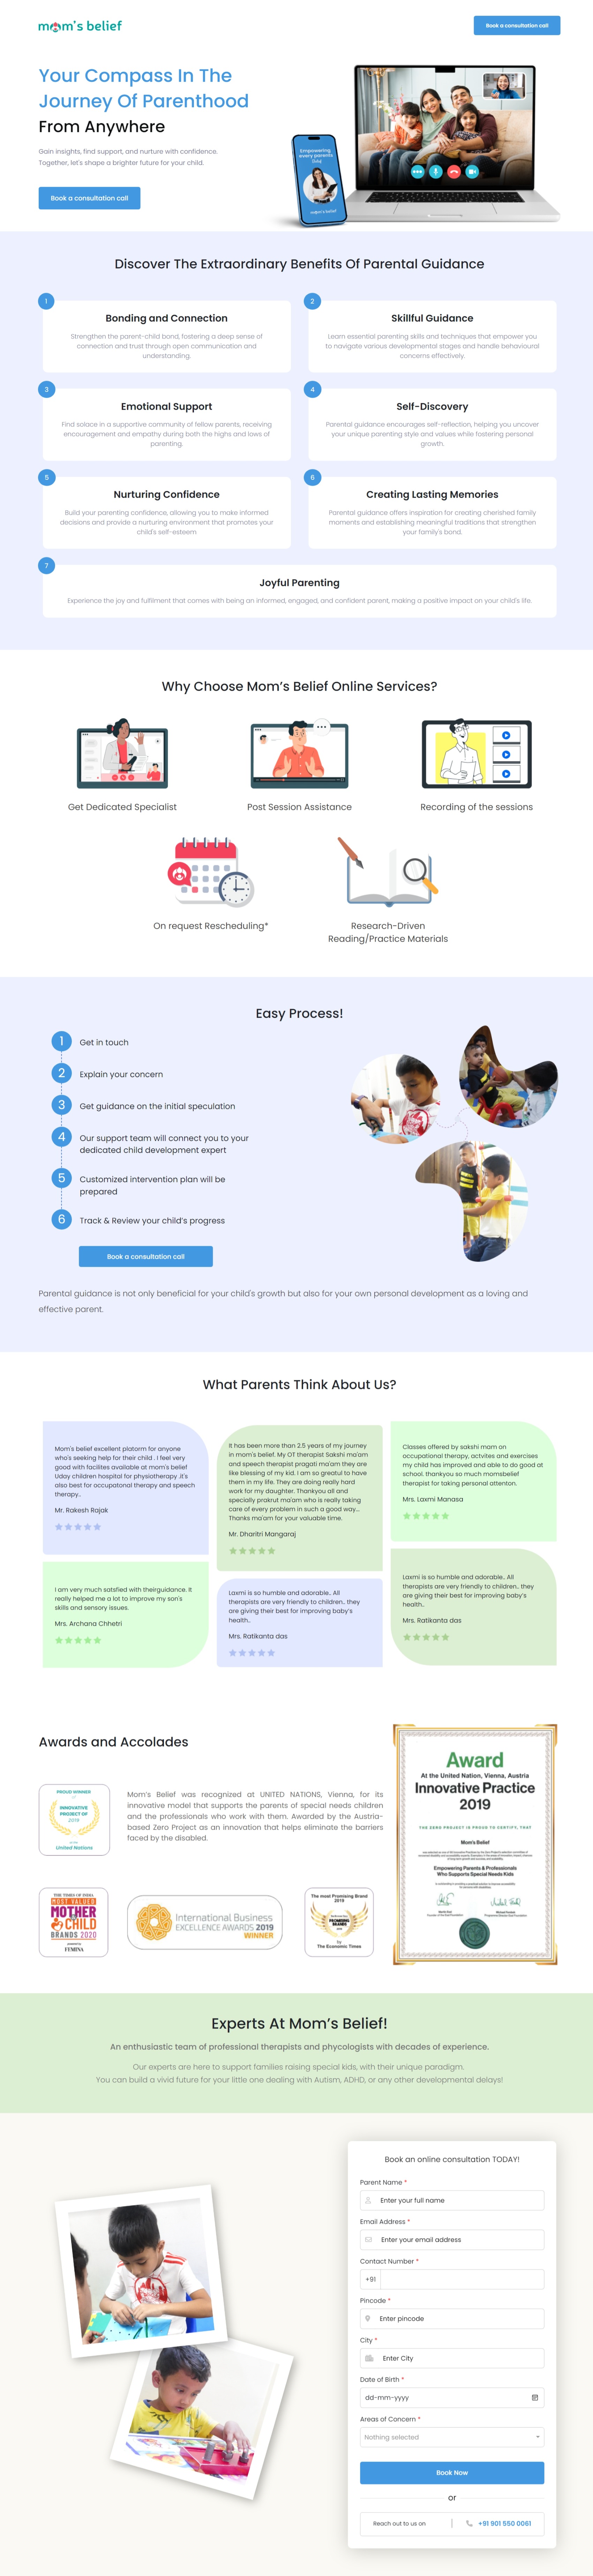 mom's belief
Book a consultation call
Your Compass In The
Journey Of Parenthood
From Anywhere
Gain insights, find support, and nurture with confidence.
Together, let's shape a brighter future for your child.
Book a consultation call
Empowering
every parents
mom's belief
Discover The Extraordinary Benefits Of Parental Guidance
1
Bonding and Connection
Strengthen the parent-child bond, fostering a deep sense of
connection and trust through open communication and
understanding.
2
Skillful Guidance
Learn essential parenting skills and techniques that empower you
to navigate various developmental stages and handle behavioural
concerns effectively.
3
Emotional Support
Find solace in a supportive community of fellow parents, receiving
encouragement and empathy during both the highs and lows of
parenting.
4
Self-Discovery
Parental guidance encourages self-reflection, helping you uncover
your unique parenting style and values while fostering personal
growth.
5
Nurturing Confidence
Build your parenting confidence, allowing you to make informed
decisions and provide a nurturing environment that promotes your
child's self-esteem
6
Creating Lasting Memories
Parental guidance offers inspiration for creating cherished family
moments and establishing meaningful traditions that strengthen
your family's bond.
7
Joyful Parenting
Experience the joy and fulfilment that comes with being an informed, engaged, and confident parent, making a positive impact on your child's life.
Why Choose Mom's Belief Online Services?
Get Dedicated Specialist
Post Session Assistance
Recording of the sessions
On request Rescheduling*
Research-Driven
Reading/Practice Materials
Easy Process!
1 Get in touch
2 Explain your concern
3 Get guidance on the initial speculation
4 Our support team will connect you to your
dedicated child development expert
5 Customized intervention plan will be
prepared
6 Track & Review your child's progress
Book a consultation call
Parental guidance is not only beneficial for your child's growth but also for your own personal development as a loving and
effective parent.
What Parents Think About Us?
Mom's belief excellent platorm for anyone
who's seeking help for their child . I feel very
good with facilites available at mom's belief
Uday children hospital for physiotherapy .it's
also best for occupatonal therapy and speech
therapy..
Mr. Rakesh Rajak
It has been more than 2.5 years of my journey
in mom's belief. My OT therapist Sakshi ma'am
and speech therapist pragati ma'am they are
like blessing of my kid. I am so greatul to have
them in my life. They are doing really hard
work for my daughter. Thankyou all and
specially prokrut ma'am who is really taking
care of every problem in such a good way...
Thanks ma'am for your valuable time.
Mr. Dharitri Mangaraj
Classes offered by sakshi mam on
occupational therapy, actvites and exercises
my child has improved and able to do good at
school. thankyou so much momsbelief
therapist for taking personal attenton.
Mrs. Laxmi Manasa
I am very much satsfied with theirguidance. It
really helped me a lot to improve my son's
skills and sensory issues.
Mrs. Archana Chhetri
Laxmi is so humble and adorable.. All
therapists are very friendly to children.. they
are giving their best for improving baby's
health..
Mrs. Ratikanta das
Laxmi is so humble and adorable.. All
therapists are very friendly to children.. they
are giving their best for improving baby's
health..
Mrs. Ratikanta das
Awards and Accolades
PROUD WINNER
INNOVATIVE
PROJECT OF
2019
United Nations
Mom's Belief was recognized at UNITED NATIONS, Vienna, for its
innovative model that supports the parents of special needs children
and the professionals who work with them. Awarded by the Austria-
based Zero Project as an innovation that helps eliminate the barriers
faced by the disabled.
THE TIMES OF INDIA
MOST VALUED
MOTHER
& CHILD
BRANDS 2020
FEMINA
International Business
EXCELLENCE AWARDS 2019
WINNER
The most Promising Brand
2019
PROMISING
BRANDS
by
The Economic Times
Award
At the United Nation, Vienna, Austria
Innovative Practice
2019
THE ZERO PROJECT IS PROUD TO CERTIFY, THAT
Mom's Belief
Empowering Parents & Professionals
Who Supports Special Needs Kids
Experts At Mom's Belief!
An enthusiastic team of professional therapists and phycologists with decades of experience.
Our experts are here to support families raising special kids, with their unique paradigm.
You can build a vivid future for your little one dealing with Autism, ADHD, or any other developmental delays!
Book an online consultation TODAY!
Parent Name *
Enter your full name
Email Address *
Enter your email address
Contact Number *
+91
Pincode *
Enter pincode
City *
Enter City
Date of Birth *
dd-mm-yyyy
Areas of Concern *
Nothing selected
Book Now
or
Reach out to us on
+91 901 550 0061